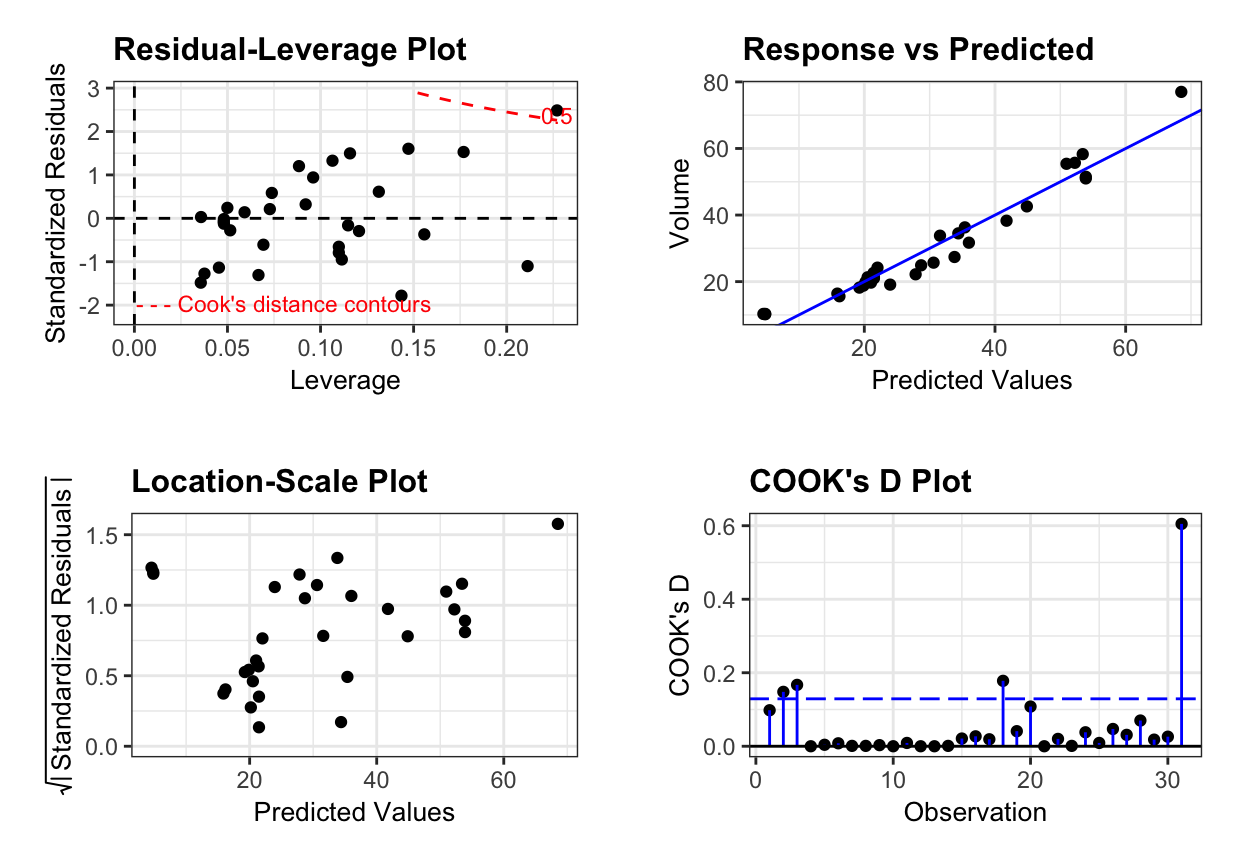 Residual-Leverage Plot
Standardized Residuals
3
2
1
0
-1
-2
0.5
Cook's distance contours
0.00 0.05 0.10 0.15 0.20
Leverage
Response vs Predicted
Volume
80
60
40
20
20 40 60
Predicted Values
Location-Scale Plot
√|Standardized Residuals|
1.5
1.0
0.5
0.0
20 40 60
Predicted Values
COOK's D Plot
COOK's D
0.6
0.4
0.2
0.0
0 10 20 30
Observation